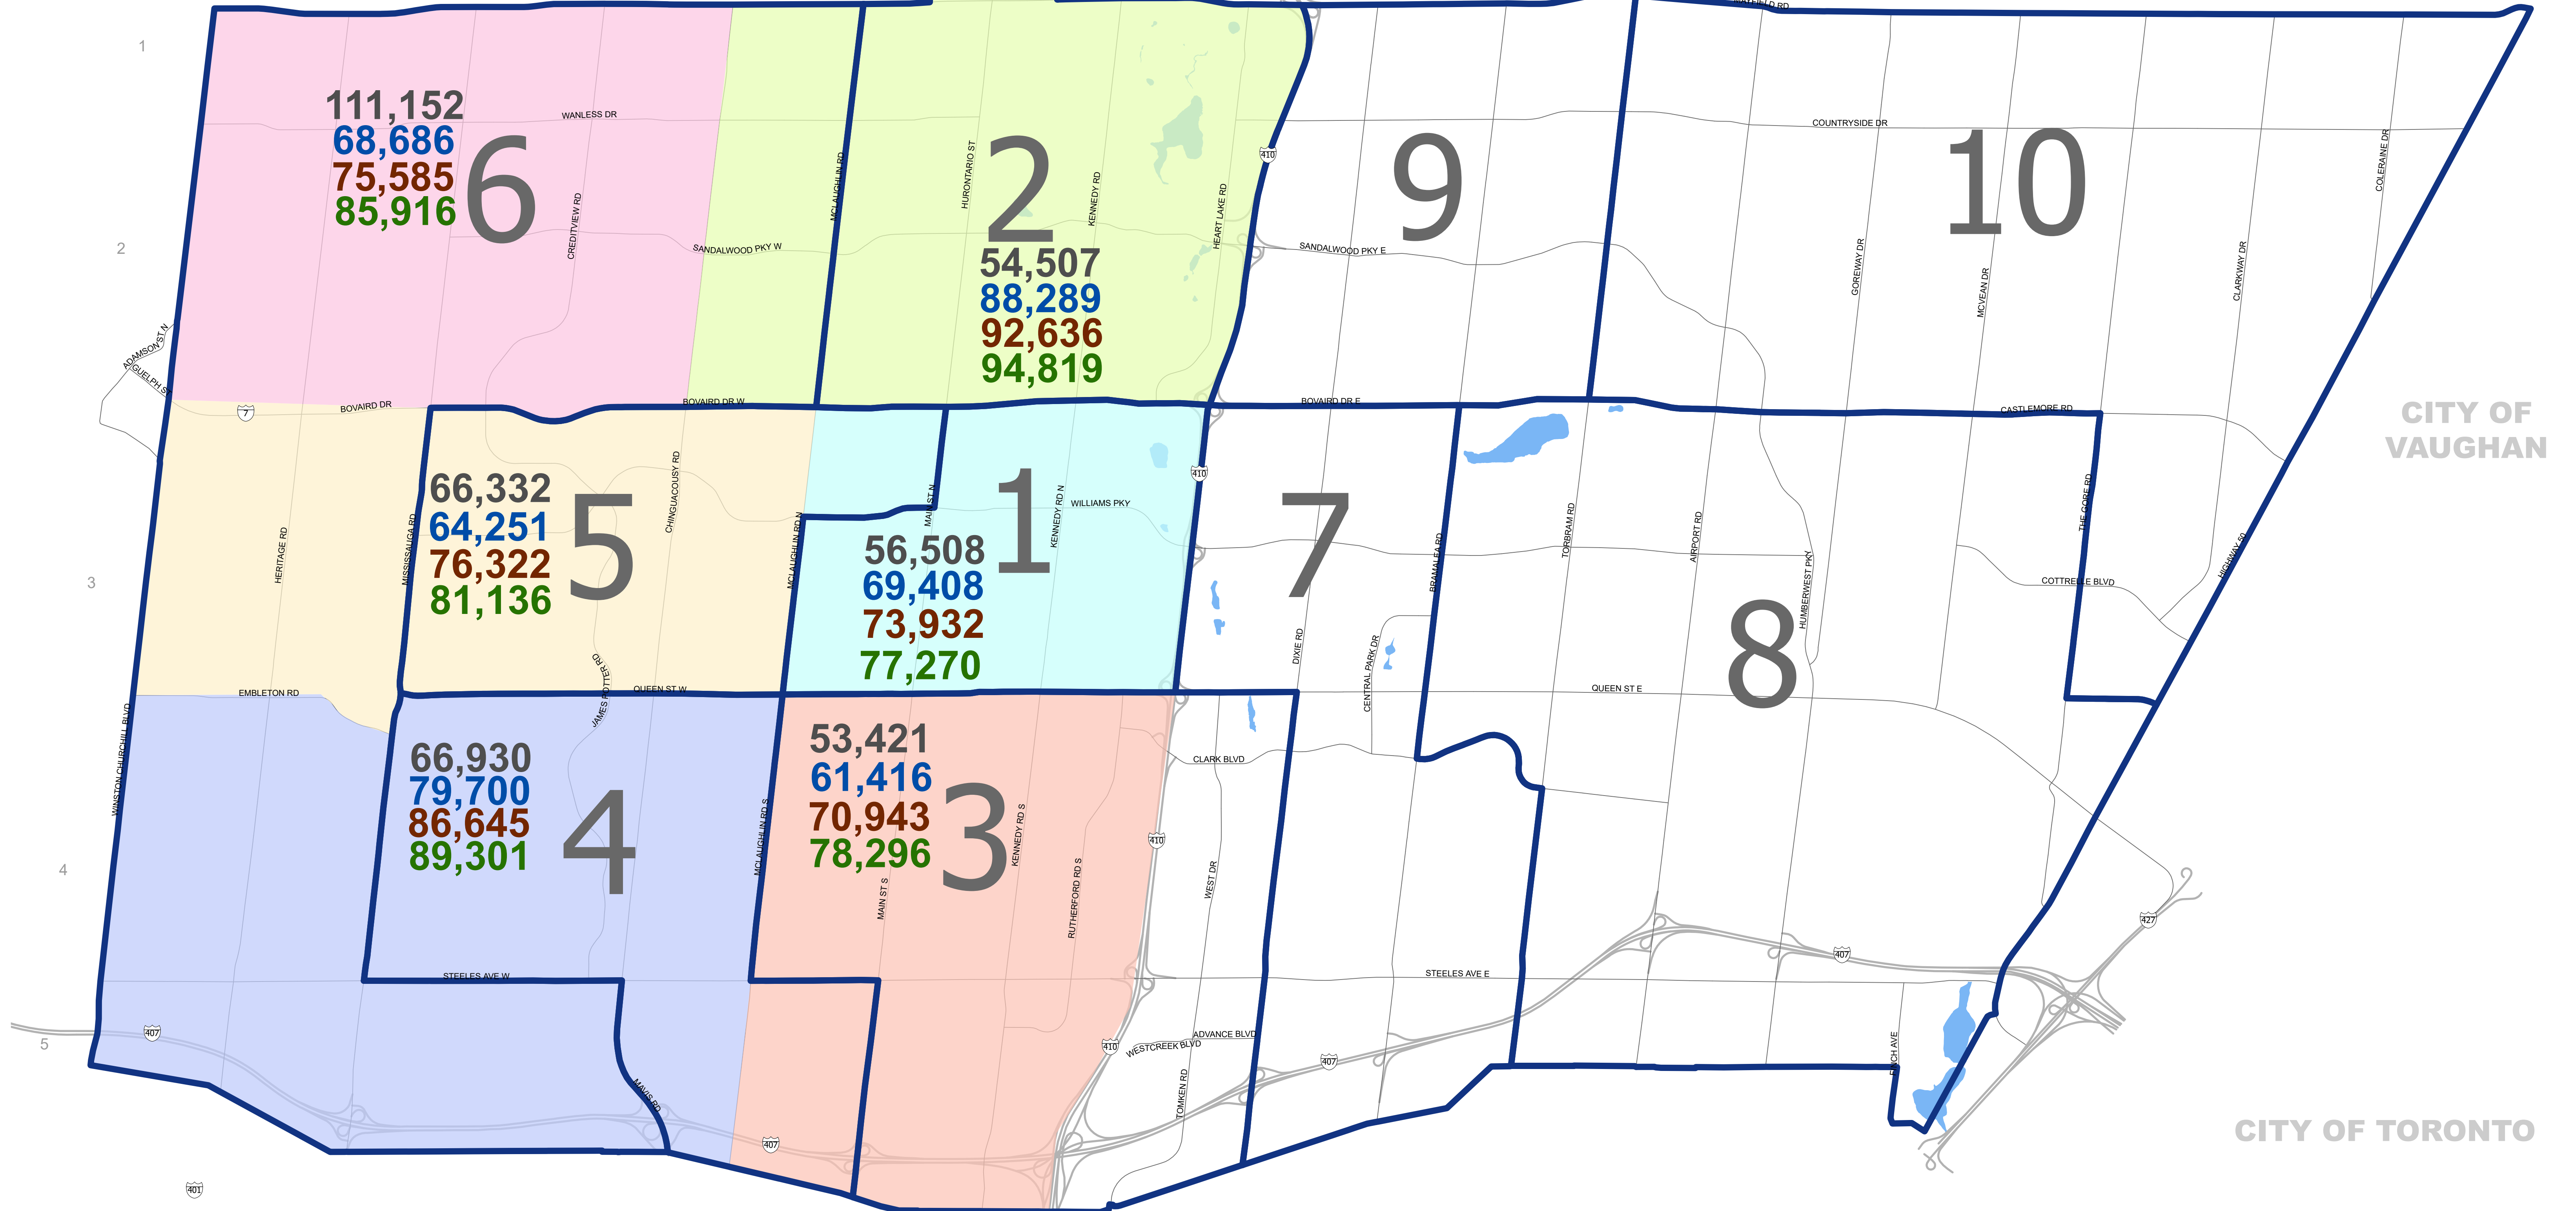 MAYFIELD RD
1
111,152
68,686
75,585
85,916
6
WANLESS DR
CREDITVIEW RD
MCLAUGHLIN RD
SANDALWOOD PKY W
HURONTARIO ST
2
KENNEDY RD
HEART LAKE RD
54,507
88,289
92,636
94,819
410
9
SANDALWOOD PKY E
COUNTRYSIDE DR
10
GOREWAY DR
MCVEAN DR
CLARKWAY DR
COLERAINE DR
2
ADAMSON ST N
GUELPH ST
7
BOVAIRD DR
BOVAIRD DR W
BOVAIRD DR E
CASTLEMORE RD
CITY OF
VAUGHAN
3
HERITAGE RD
MISSISSAUGA RD
66,332
64,251
76,322
81,136
5
CHINGUACOUSY RD
MCLAUGHLIN RD N
MAIN ST N
1
KENNEDY RD N
WILLIAMS PKY
56,508
69,408
73,932
77,270
410
7
DIXIE RD
CENTRAL PARK DR
BRAMALEA RD
TORBRAM RD
AIRPORT RD
8
HUMBERWEST PKY
COTTRELLE BLVD
THE GORE RD
HIGHWAY 50
EMBLETON RD
JAMES POTTER RD
QUEEN ST W
QUEEN ST E
WINSTON CHURCHILL BLVD
66,930
79,700
86,645
89,301
4
MCLAUGHLIN RD S
53,421
61,416
70,943
78,296
3
MAIN ST S
KENNEDY RD S
RUTHERFORD RD S
CLARK BLVD
410
WEST DR
4
STEELES AVE W
STEELES AVE E
407
427
5
407
MAVIS RD
407
410
WESTCREEK BLVD
ADVANCE BLVD
TOMKEN RD
407
FINCH AVE
401
CITY OF TORONTO